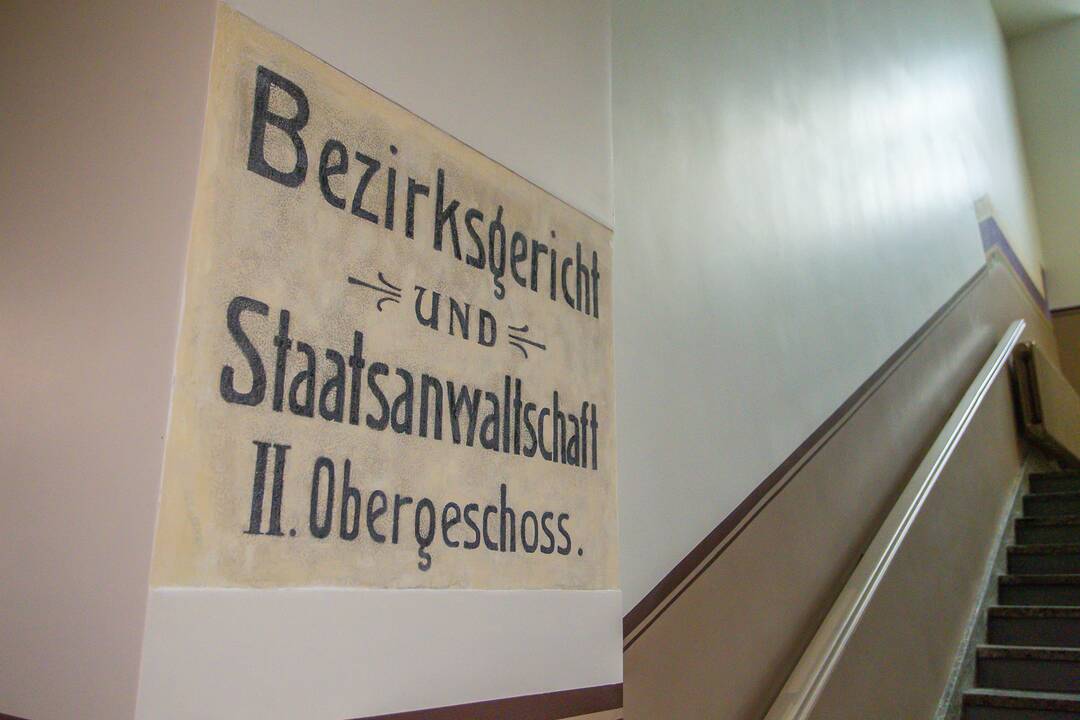 Bezirksgericht
UND
Staatsanwaltschaft
II. Obergeschoss.